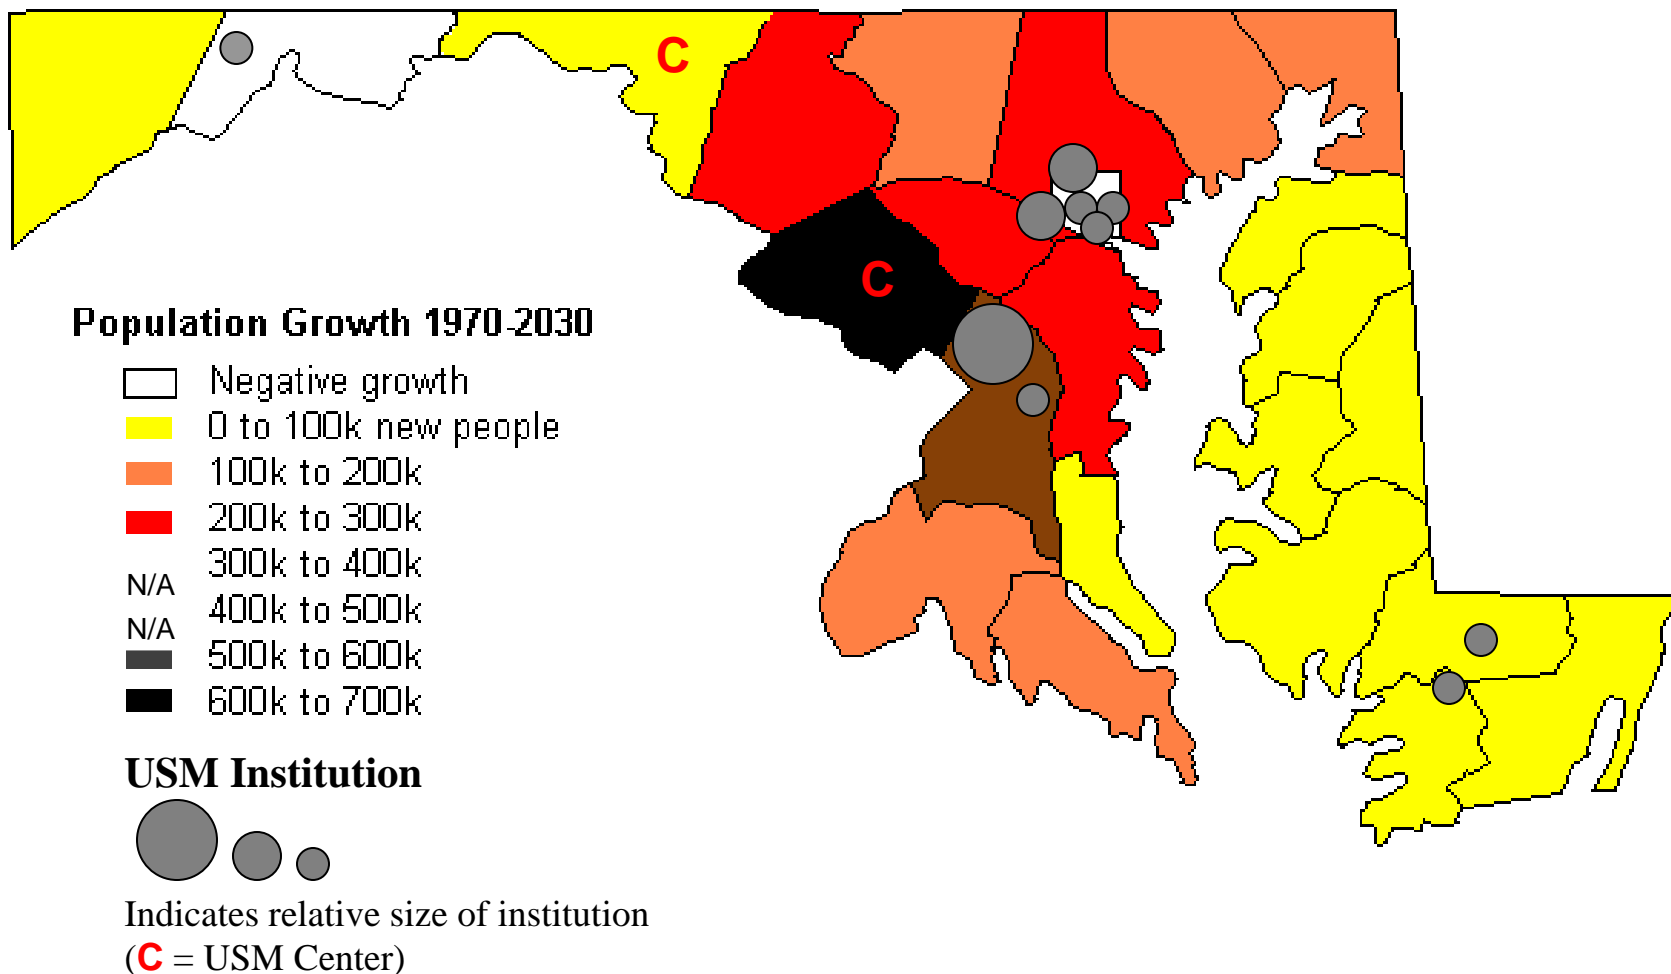 C
C
Population Growth 1970-2030
Negative growth
0 to 100k new people
100k to 200k
200k to 300k
300k to 400k
N/A
400k to 500k
N/A
500k to 600k
600k to 700k
USM Institution
Indicates relative size of institution
(C = USM Center)